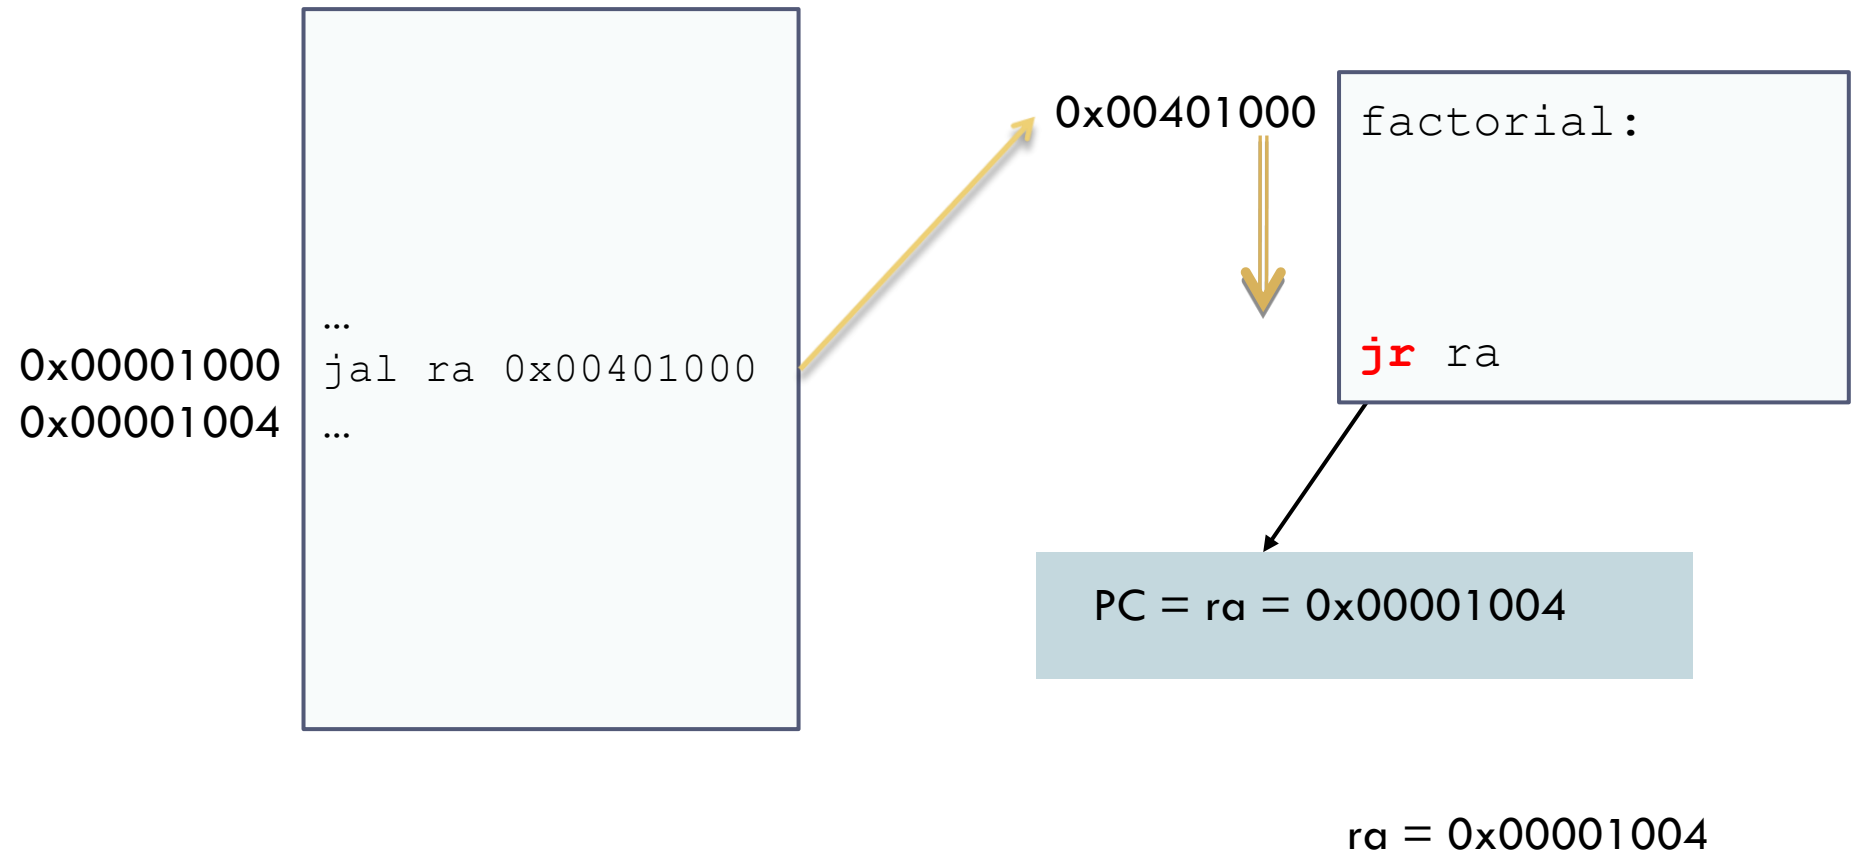 …
0x00001000 jal ra 0x00401000
0x00001004 …
0x00401000 factorial:
jr ra
PC = ra = 0x00001004
ra = 0x00001004